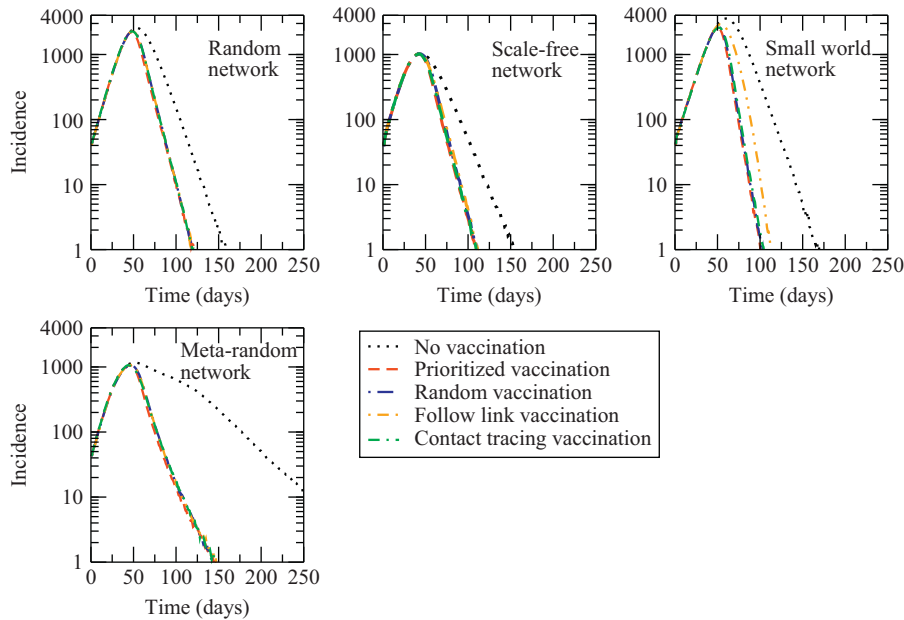 4000
1000
100
10
1
Incidence
Random
network
0 50 100 150 200 250
Time (days)
4000
1000
100
10
1
Scale-free
network
0 50 100 150 200 250
Time (days)
4000
1000
100
10
1
Small world
network
0 50 100 150 200 250
Time (days)
4000
1000
100
10
1
Incidence
Meta-random
network
0 50 100 150 200 250
Time (days)
No vaccination
Prioritized vaccination
Random vaccination
Follow link vaccination
Contact tracing vaccination